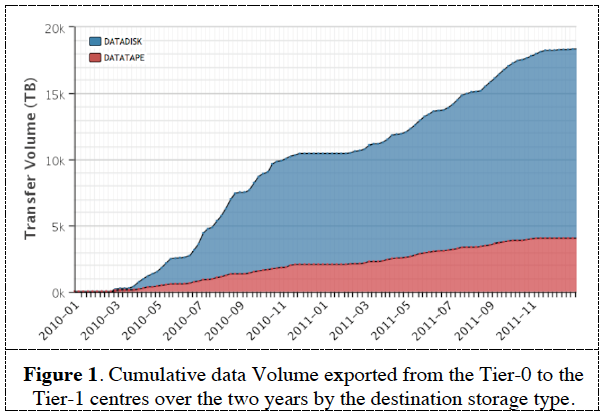 20k
15k
10k
5k
0k
Transfer Volume (TB)
DATADISK
DATATAPE
2010-01
2010-03
2010-05
2010-07
2010-09
2010-11
2011-01
2011-03
2011-05
2011-07
2011-09
2011-11
Figure 1. Cumulative data Volume exported from the Tier-0 to the
Tier-1 centres over the two years by the destination storage type.